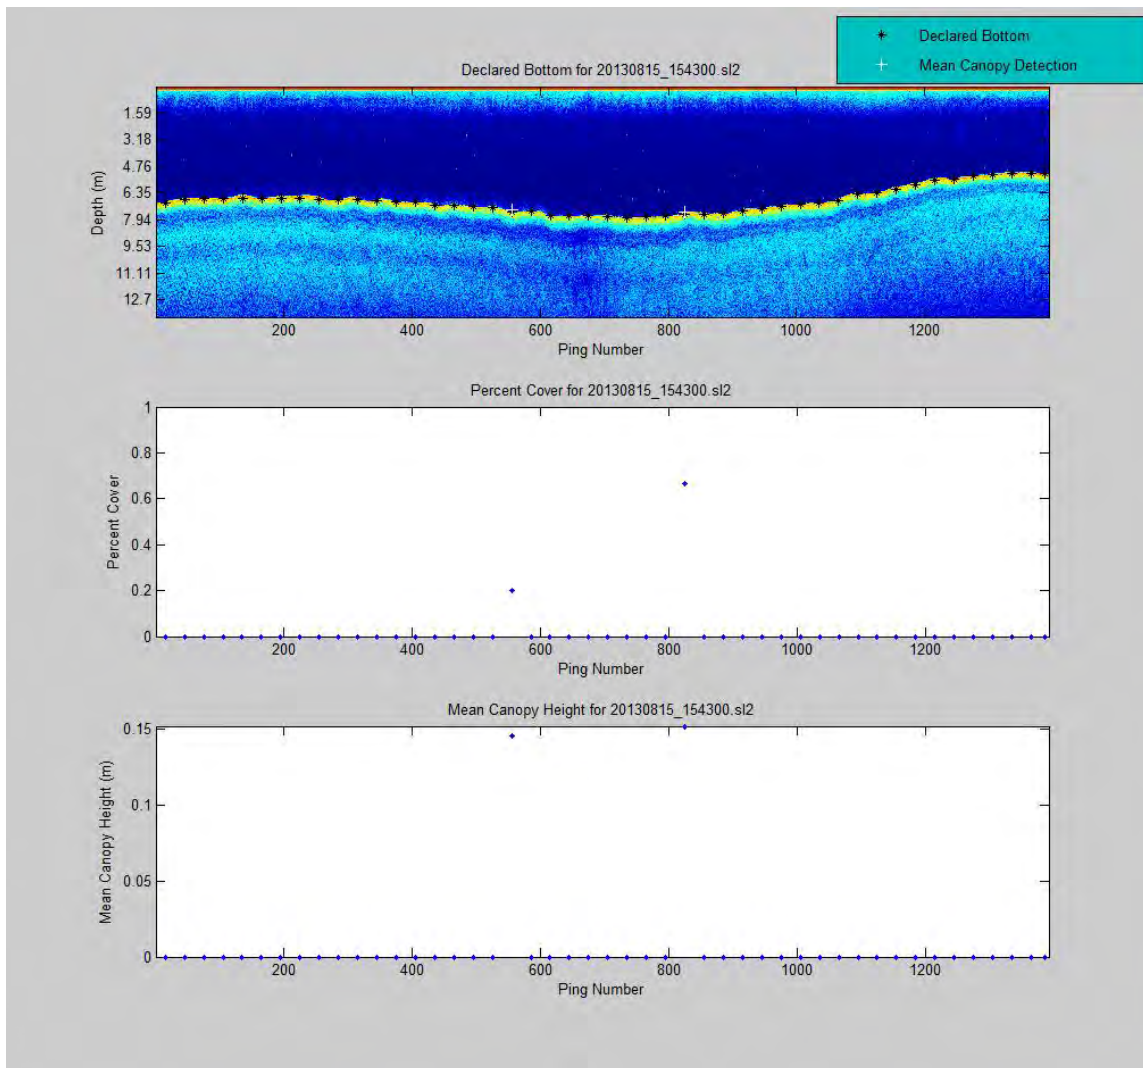 Declared Bottom
Mean Canopy Detection
Declared Bottom for 20130815_154300.sl2
Depth (m)
1.59
3.18
4.76
6.35
7.94
9.53
11.11
12.7
200 400 600 800 1000 1200
Ping Number
Percent Cover for 20130815_154300.sl2
Percent Cover
1
0.8
0.6
0.4
0.2
0
200 400 600 800 1000 1200
Ping Number
Mean Canopy Height for 20130815_154300.sl2
Mean Canopy Height (m)
0.15
0.1
0.05
0
200 400 600 800 1000 1200
Ping Number